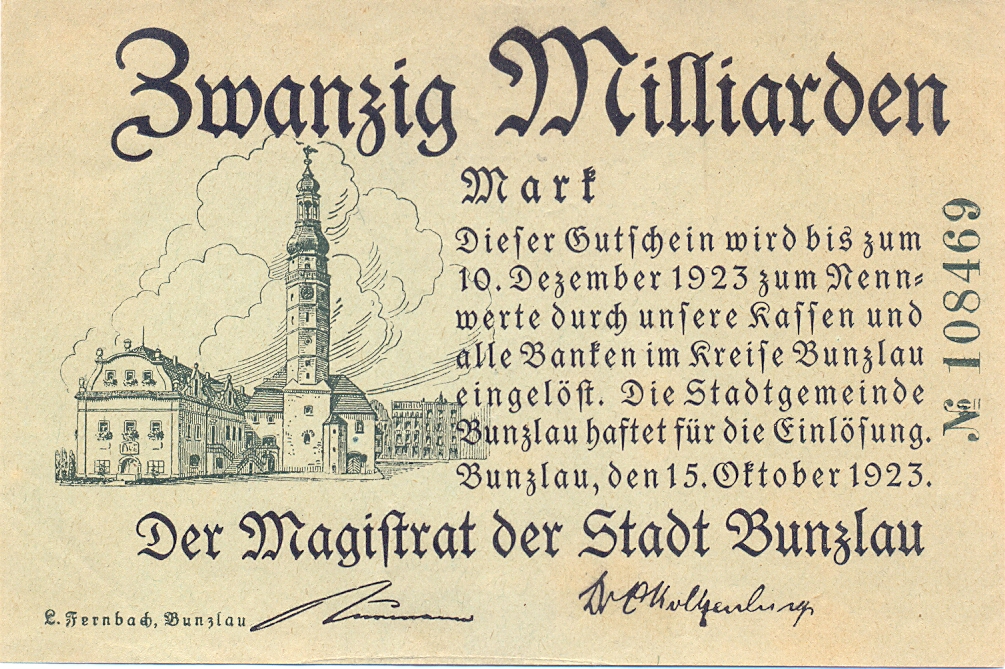 Zwanzig Milliarden
Mark
Dieser Gutschein wird bis zum
10. Dezember 1923 zum Nenn-
werte durch unsere Kassen und
alle Banken im Kreise Bunzlau
eingelöst. Die Stadtgemeinde
Bunzlau haftet für die Einlösung.
Bunzlau, den 15. Oktober 1923.
№ 108469
Der Magistrat der Stadt Bunzlau
L. Fernbach, Bunzlau